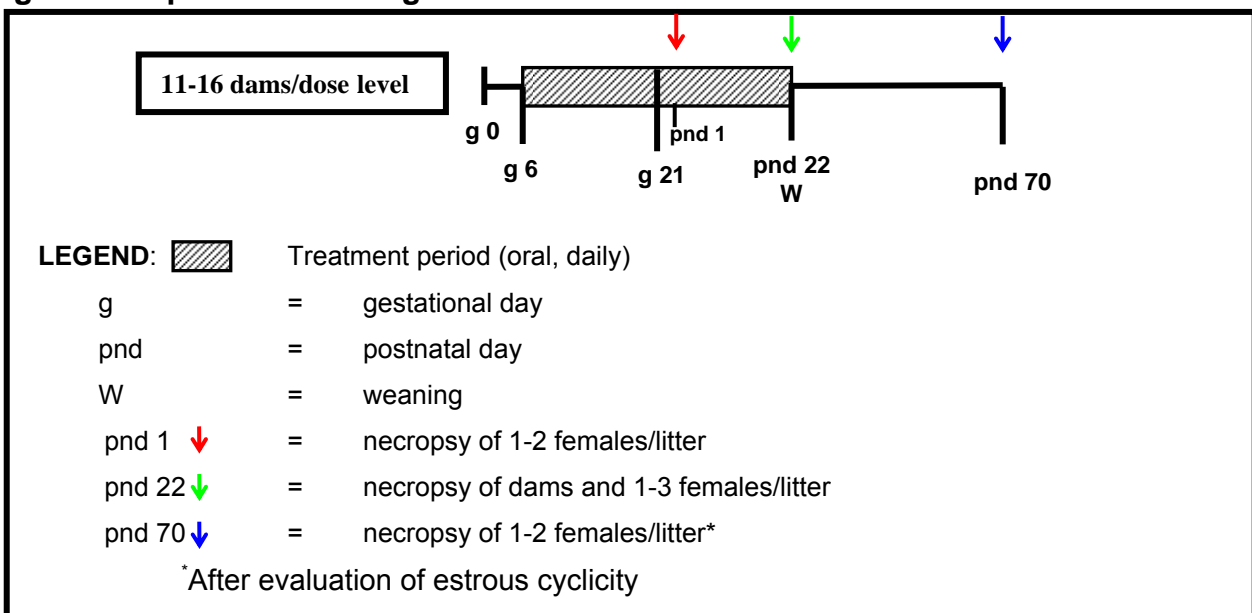 11-16 dams/dose level
g 0
pnd 1
g 6
g 21
pnd 22
W
pnd 70
LEGEND:
Treatment period (oral, daily)
g = gestational day
pnd = postnatal day
W = weaning
pnd 1 = necropsy of 1-2 females/litter
pnd 22 = necropsy of dams and 1-3 females/litter
pnd 70 = necropsy of 1-2 females/litter*
*After evaluation of estrous cyclicity